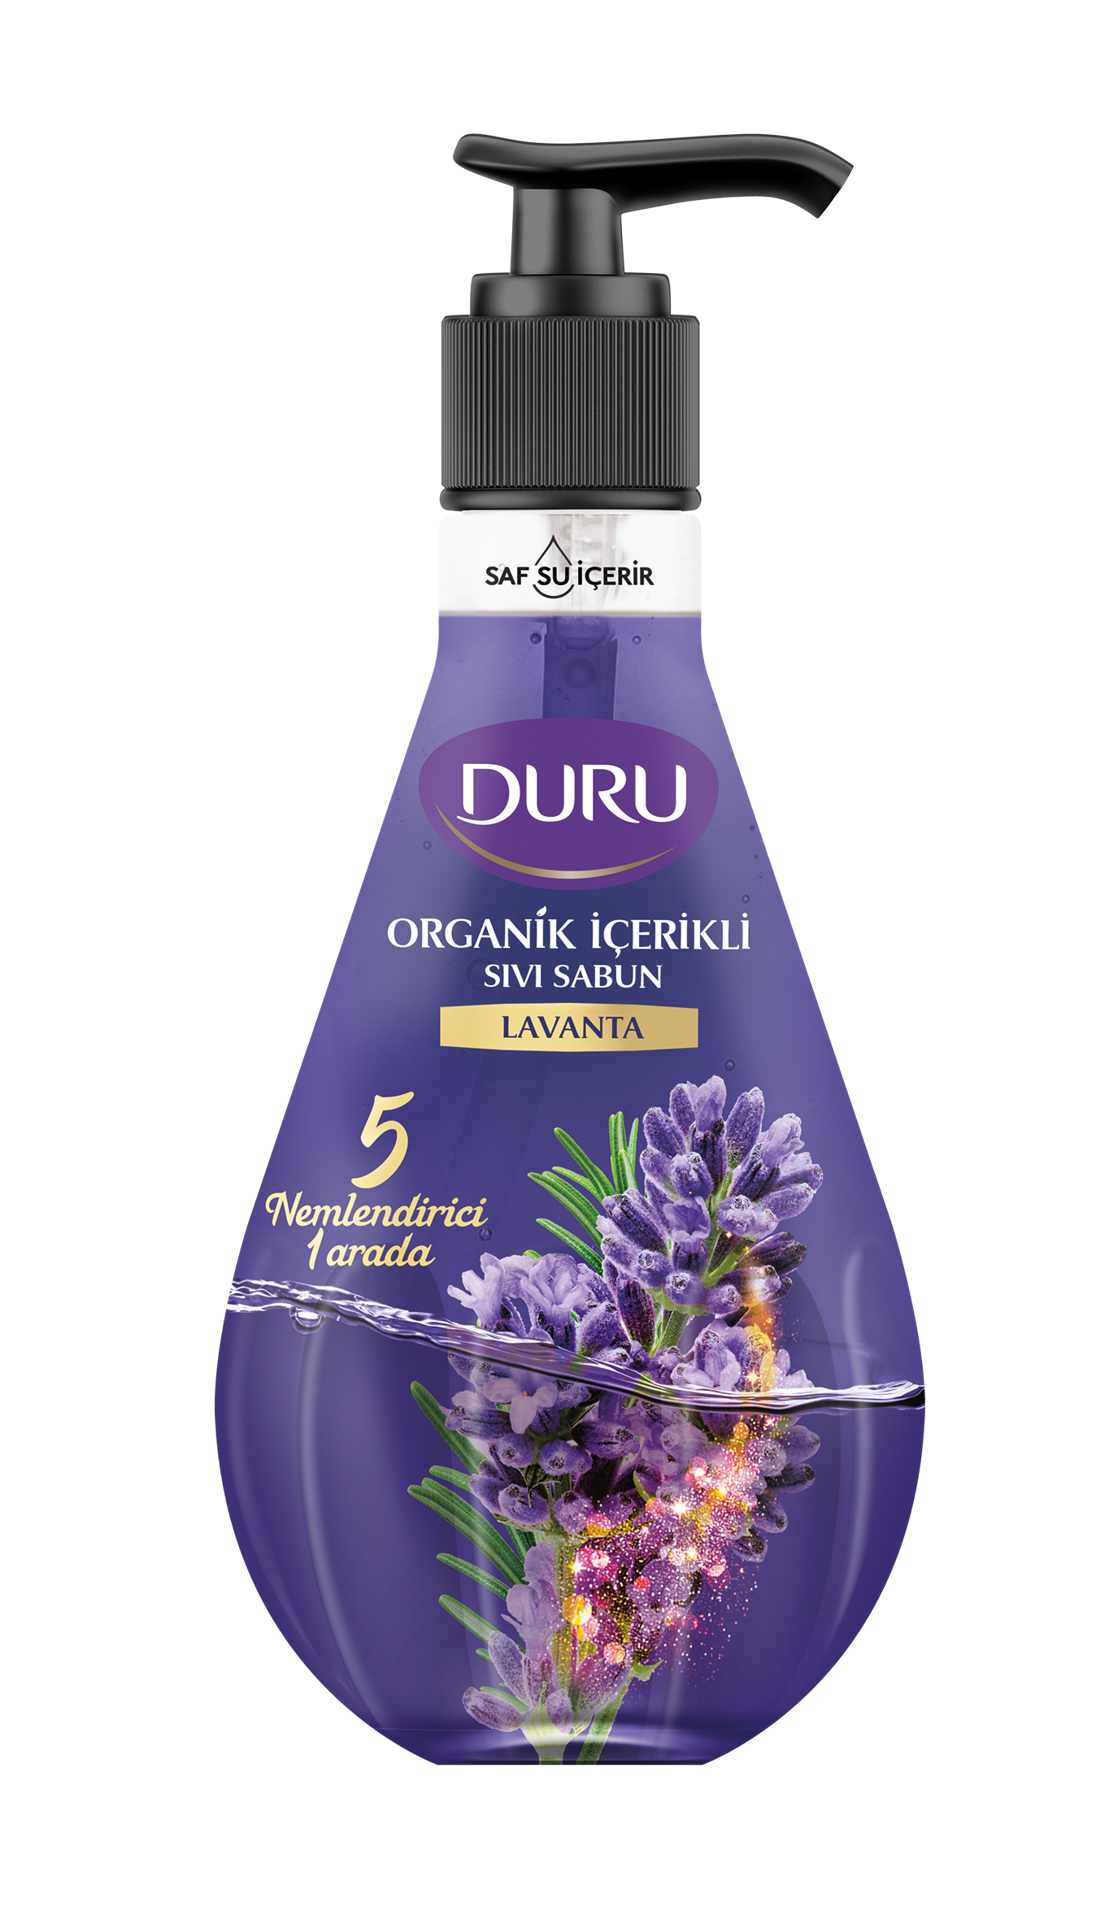 SAF SU İÇERİR
DURU
ORGANİK İÇERİKLİ
SIVI SABUN
LAVANTA
5
Nemlendirici
1 arada